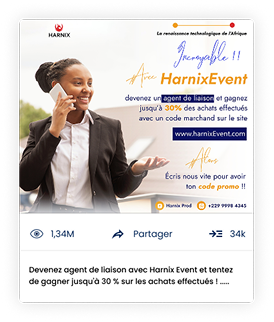 HARNIX
La renaissance technologique de l'Afrique
Incroyable !!
Avec HarnixEvent
devenez un agent de liaison et gagnez
jusqu'à 30% des achats effectués
avec un code marchand sur le site
www.harnixEvent.com
Alors
Écris nous vite pour avoir
ton code promo !!
Harnix Prod +229 9998 4345
1,34M Partager 34k
Devenez agent de liaison avec Harnix Event et tentez
de gagner jusqu'à 30 % sur les achats effectués ! .....